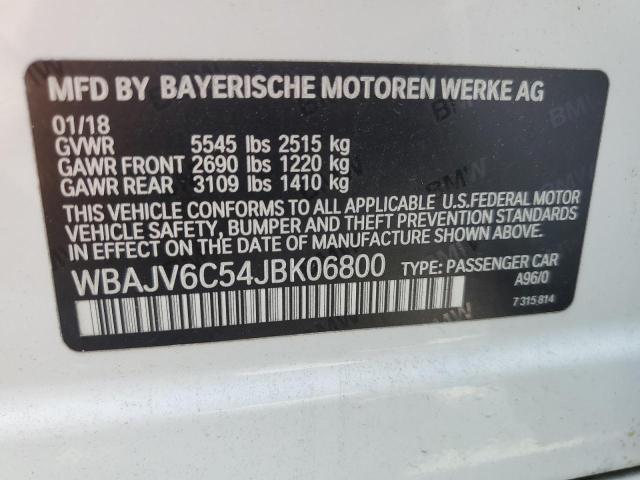 MFD BY BAYERISCHE MOTOREN WERKE AG
01/18
GVWR 5545 lbs 2515 kg
GAWR FRONT 2690 lbs 1220 kg
GAWR REAR 3109 lbs 1410 kg
THIS VEHICLE CONFORMS TO ALL APPLICABLE U.S.FEDERAL MOTOR
VEHICLE SAFETY, BUMPER AND THEFT PREVENTION STANDARDS
IN EFFECT ON THE DATE OF MANUFACTURE SHOWN ABOVE.
WBAJV6C54JBK06800 TYPE: PASSENGER CAR
A96/0
7 315 814